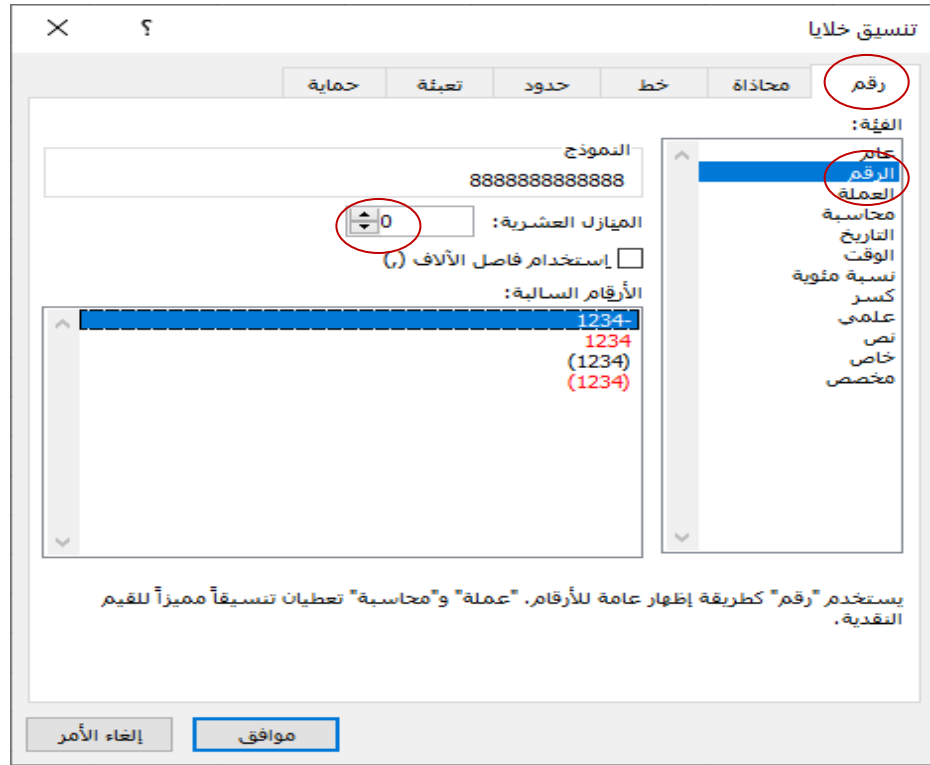 تنسيق خلايا
؟
رقم
محاذاة
خط
حدود
تعبئة
حماية
الفئة:
عام
الرقم
العملة
محاسبة
التاريخ
الوقت
نسبة مئوية
كسر
علمي
نص
خاص
مخصص
النموذج
8888888888888
المنازل العشرية:
0
إستخدام فاصل الآلاف (,)
الأرقام السالبة:
1234-
1234
(1234)
(1234)
يستخدم "رقم" كطريقة إظهار عامة للأرقام. "عملة" و"محاسبة" تعطيان تنسيقاً مميزاً للقيم
النقدية.
موافق
إلغاء الأمر